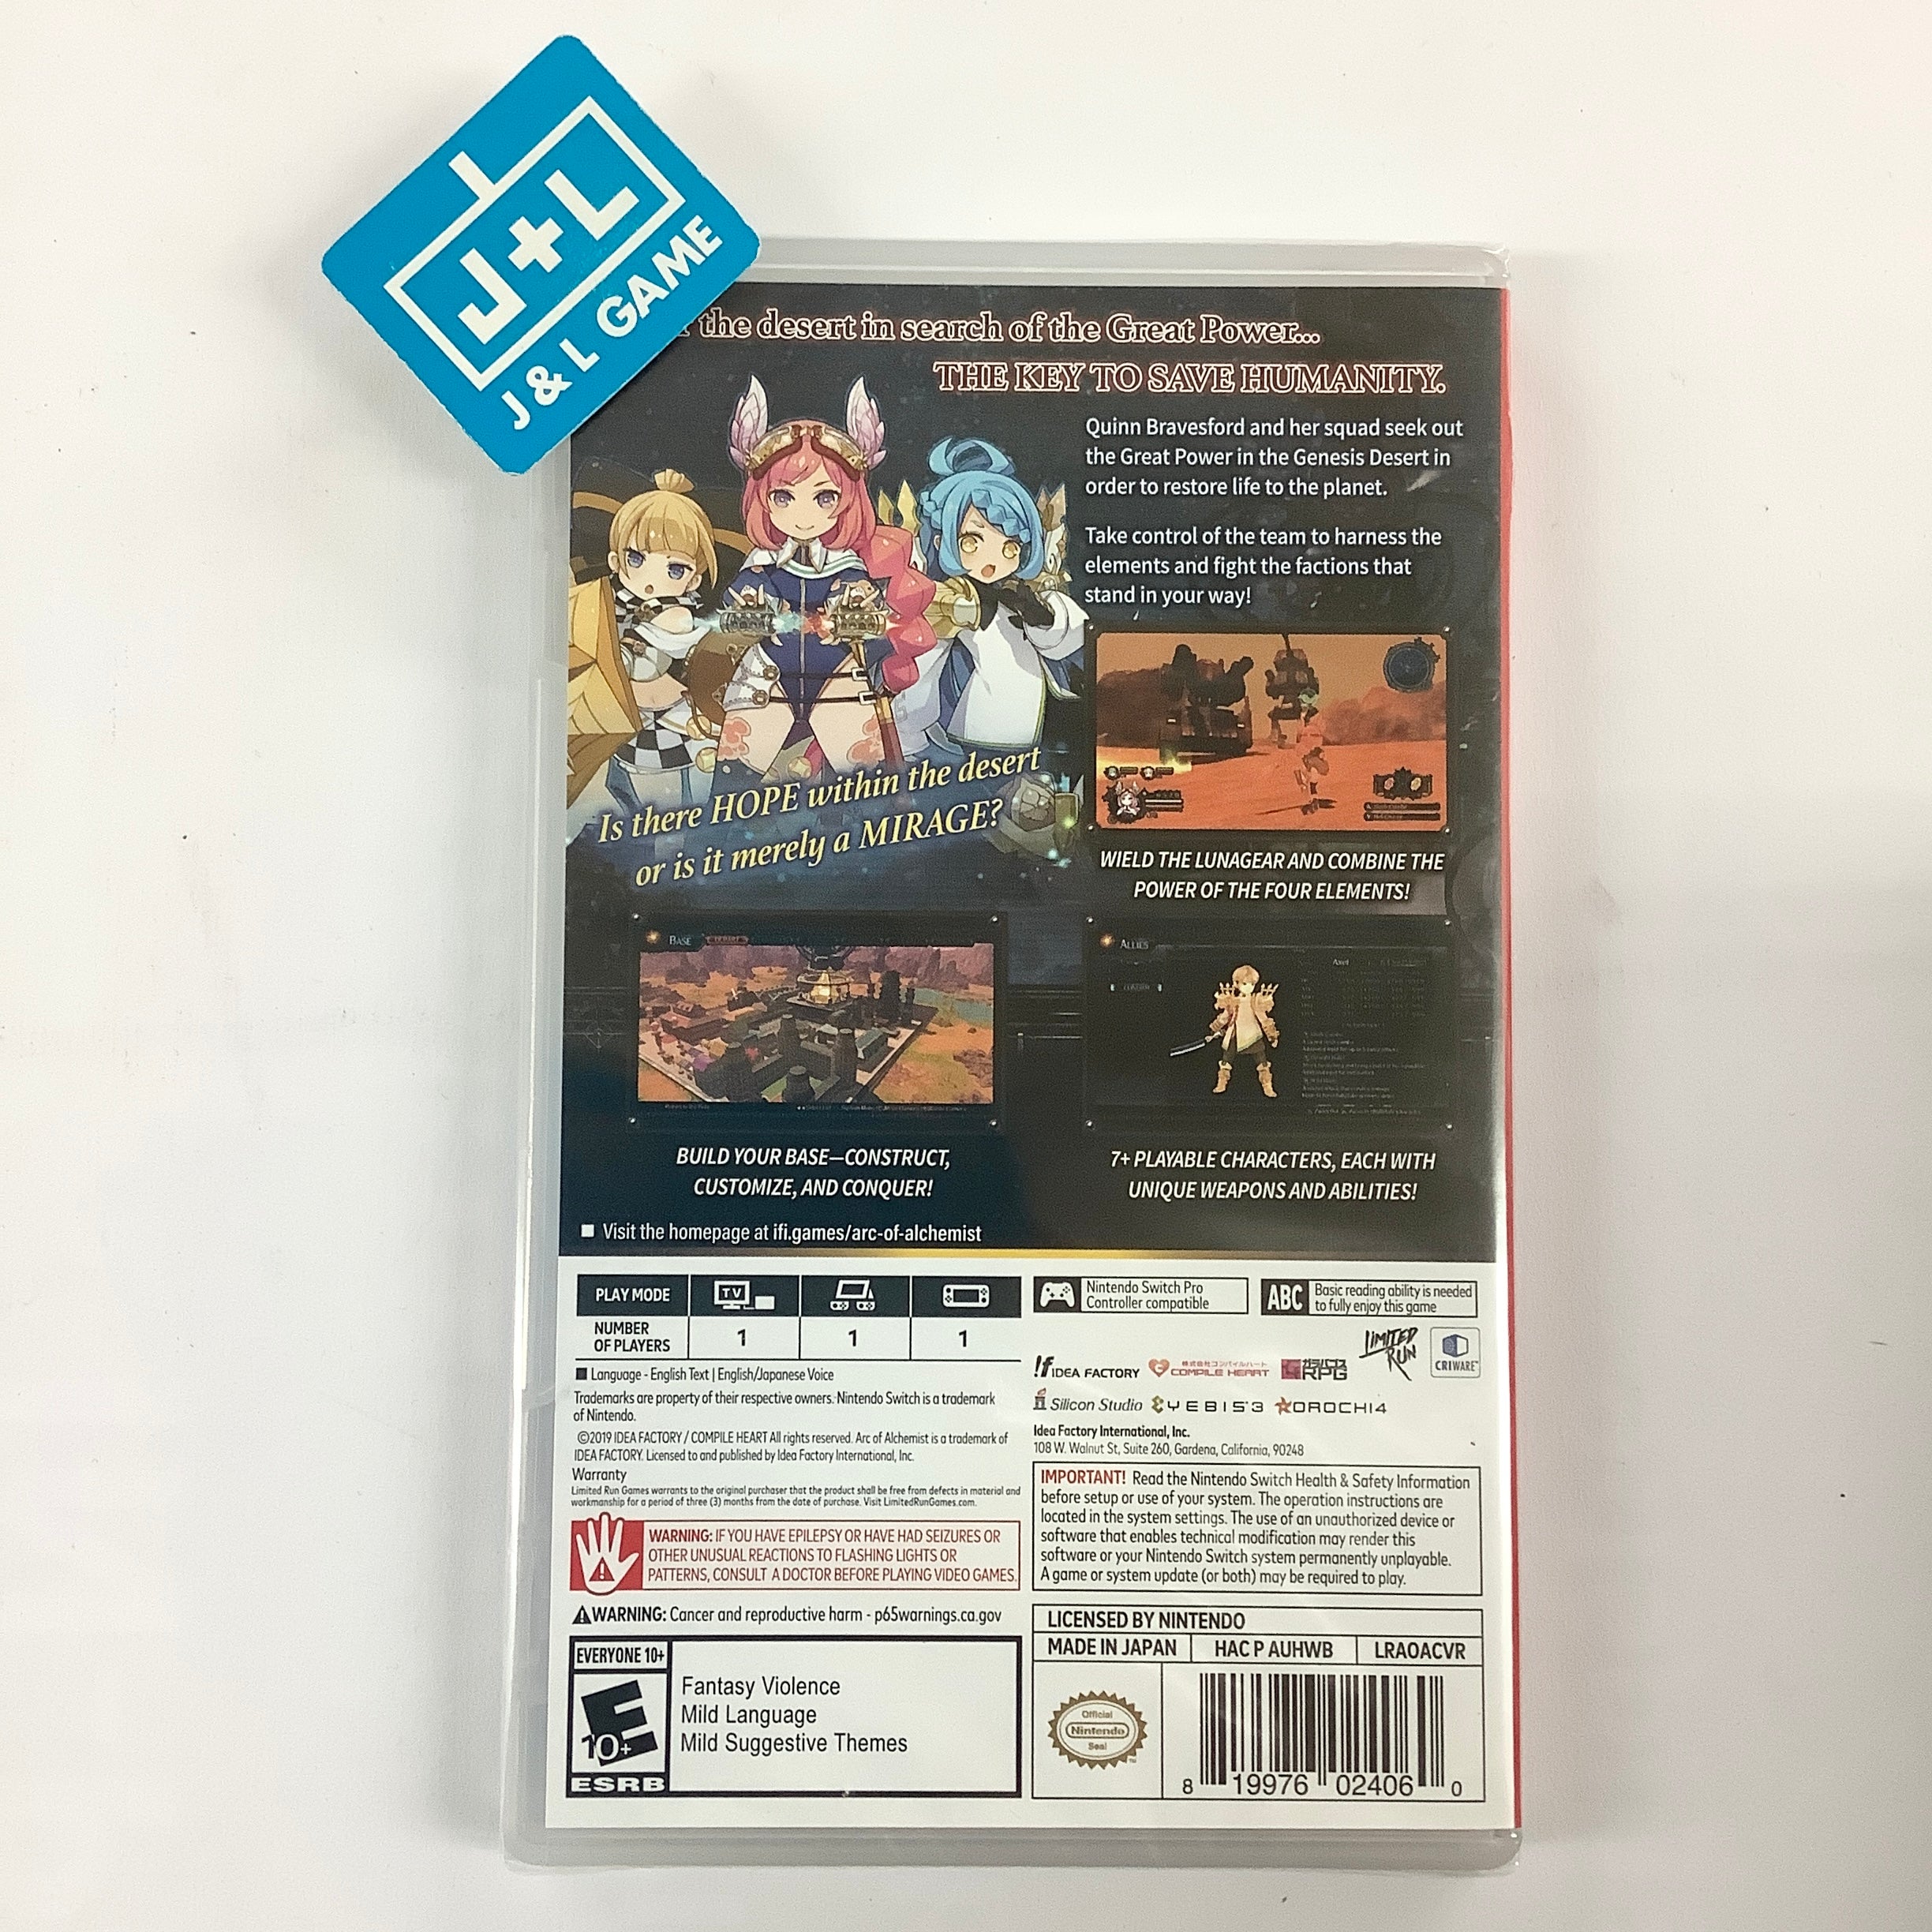 J+L
J & L GAME
the desert in search of the Great Power...
THE KEY TO SAVE HUMANITY.
Quinn Bravesford and her squad seek out
the Great Power in the Genesis Desert in
order to restore life to the planet.
Take control of the team to harness the
elements and fight the factions that
stand in your way!
Is there HOPE within the desert
or is it merely a MIRAGE?
WIELD THE LUNAGEAR AND COMBINE THE
POWER OF THE FOUR ELEMENTS!
BASE
ALLIES
Axel
BUILD YOUR BASE—CONSTRUCT,
CUSTOMIZE, AND CONQUER!
7+ PLAYABLE CHARACTERS, EACH WITH
UNIQUE WEAPONS AND ABILITIES!
■ Visit the homepage at ifi.games/arc-of-alchemist
PLAY MODE
TV
NUMBER
OF PLAYERS
1 1 1
Nintendo Switch Pro
Controller compatible
ABC
Basic reading ability is needed
to fully enjoy this game
■ Language - English Text | English/Japanese Voice
Trademarks are property of their respective owners. Nintendo Switch is a trademark
of Nintendo.
©2019 IDEA FACTORY / COMPILE HEART All rights reserved. Arc of Alchemist is a trademark of
IDEA FACTORY. Licensed to and published by Idea Factory International, Inc.
Warranty
Limited Run Games warrants to the original purchaser that the product shall be free from defects in material and
workmanship for a period of three (3) months from the date of purchase. Visit LimitedRunGames.com.
WARNING: IF YOU HAVE EPILEPSY OR HAVE HAD SEIZURES OR
OTHER UNUSUAL REACTIONS TO FLASHING LIGHTS OR
PATTERNS, CONSULT A DOCTOR BEFORE PLAYING VIDEO GAMES.
WARNING: Cancer and reproductive harm - p65warnings.ca.gov
EVERYONE 10+
E
10+
ESRB
Fantasy Violence
Mild Language
Mild Suggestive Themes
LIMITED
RUN
CRIWARE
IDEA FACTORY
株式会社コンパイルハート
COMPILE HEART
ガラパゴス
RPG
Silicon Studio
YEBIS 3
OROCHI4
Idea Factory International, Inc.
108 W. Walnut St, Suite 260, Gardena, California, 90248
IMPORTANT! Read the Nintendo Switch Health & Safety Information
before setup or use of your system. The operation instructions are
located in the system settings. The use of an unauthorized device or
software that enables technical modification may render this
software or your Nintendo Switch system permanently unplayable.
A game or system update (or both) may be required to play.
LICENSED BY NINTENDO
MADE IN JAPAN
HAC P AUHWB
LRAOACVR
Official
Nintendo
Seal
8 19976 02406 0